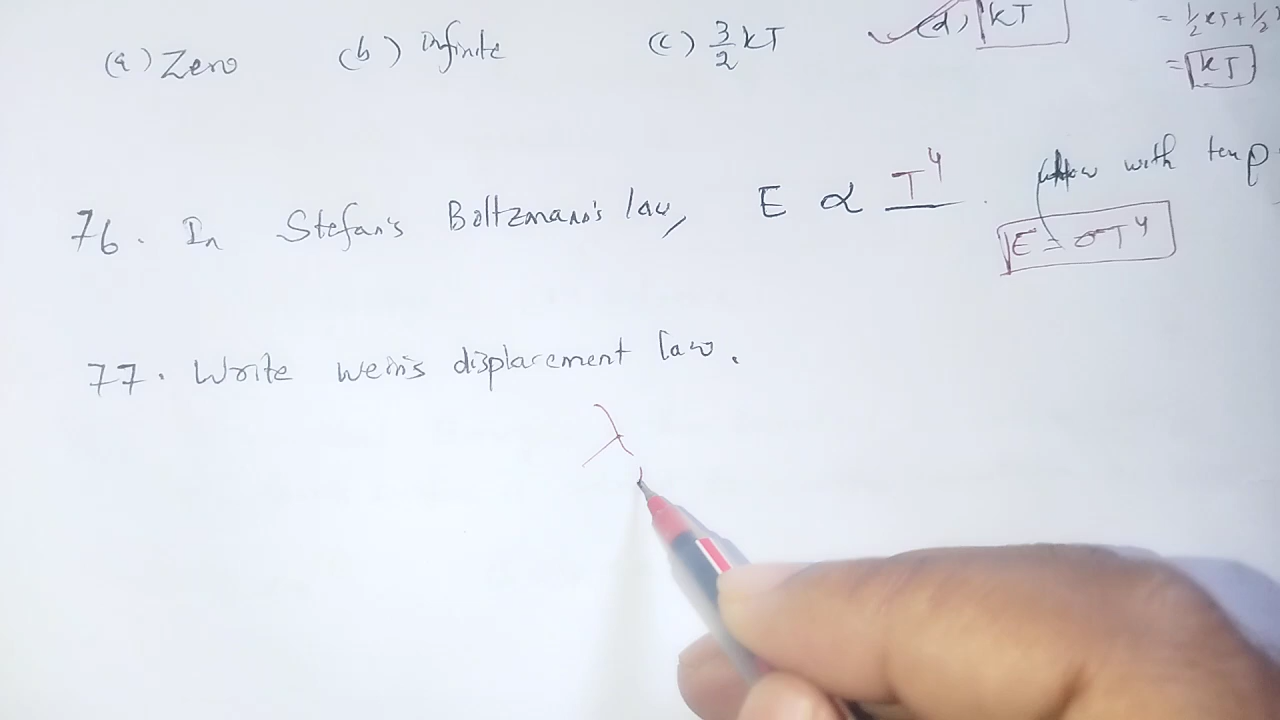 (a) Zero (b) Infinite (c) 3/2 kT (d) kT = 1/2 kT + 1/2
= kT
76. In Stefan's Boltzmann's law, E ∝ T⁴. with temp
E = σT⁴
77. Write wein's displacement law.
λ